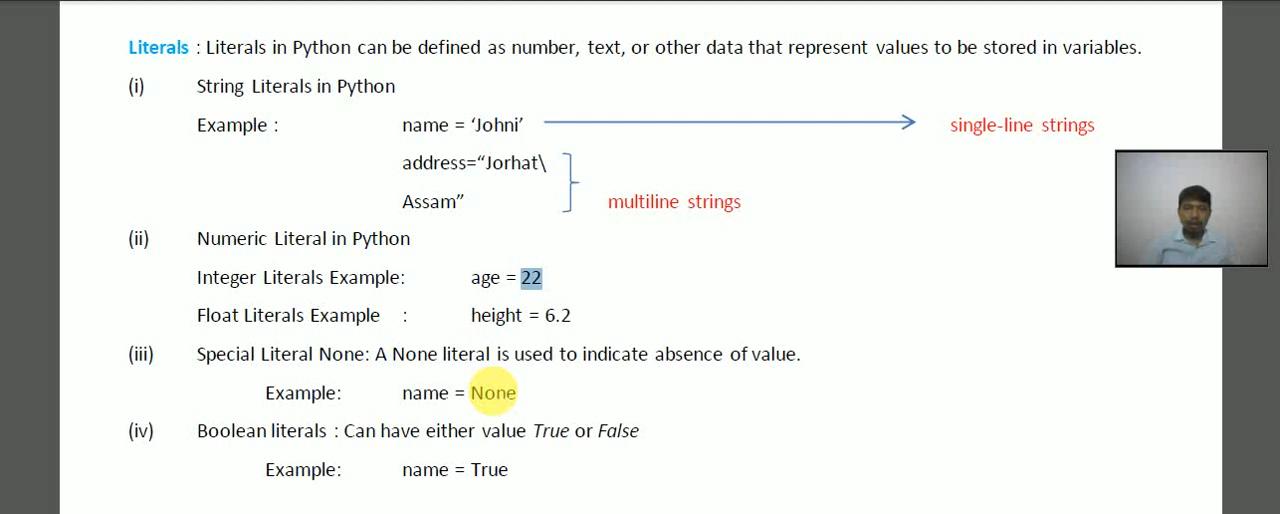 Literals : Literals in Python can be defined as number, text, or other data that represent values to be stored in variables.
(i) String Literals in Python
Example : name = ‘Johni’ single-line strings
address=“Jorhat\
Assam” multiline strings
(ii) Numeric Literal in Python
Integer Literals Example: age = 22
Float Literals Example : height = 6.2
(iii) Special Literal None: A None literal is used to indicate absence of value.
Example: name = None
(iv) Boolean literals : Can have either value True or False
Example: name = True